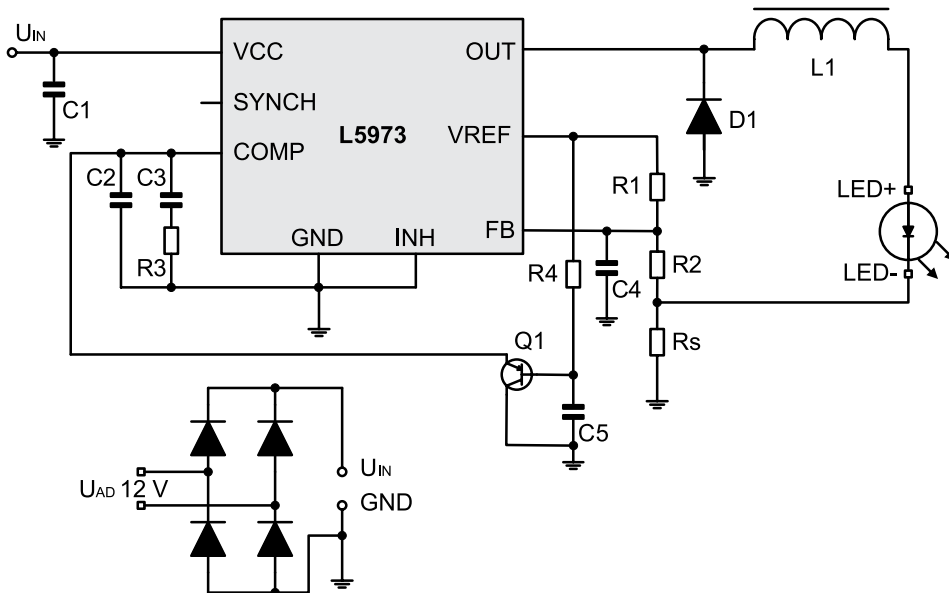 UIN
VCC
OUT
L1
C1
SYNCH
D1
L5973
COMP
VREF
C2
C3
R1
LED+
GND
INH
FB
R3
R4
C4
R2
LED-
Q1
Rs
C5
UIN
UAD 12 V
GND